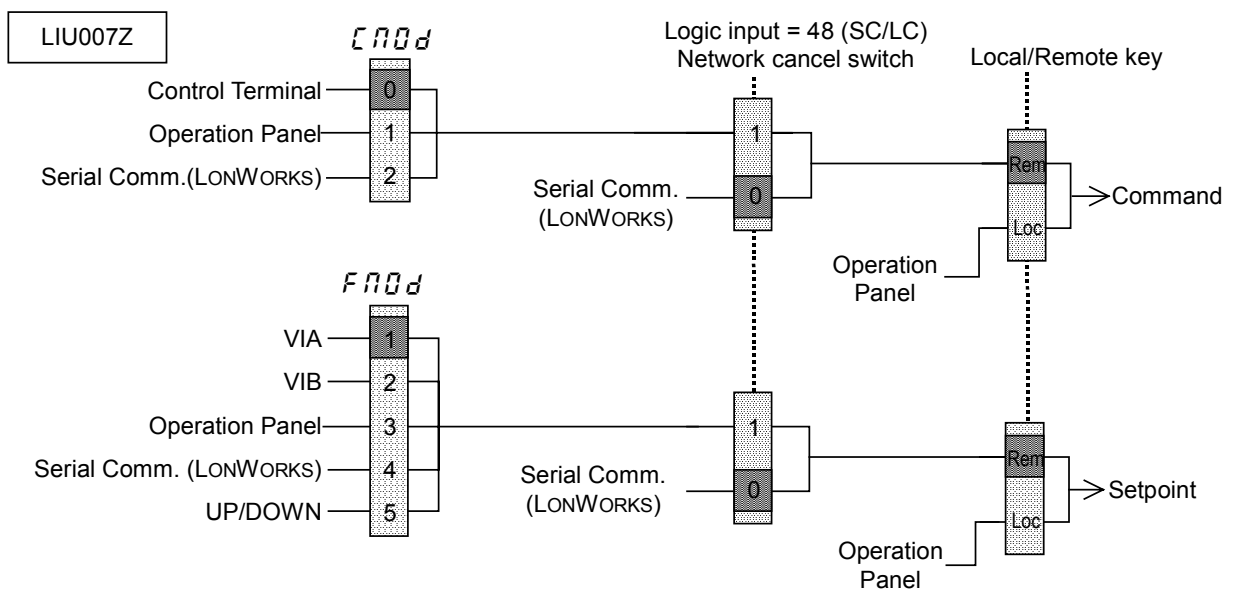 LIU007Z
CMOd
Logic input = 48 (SC/LC)
Network cancel switch
Local/Remote key
Control Terminal
0
Operation Panel
1
Serial Comm.(LONWORKS)
2
1
Serial Comm.
(LONWORKS)
0
Rem
Loc
Command
Operation
Panel
FMOd
VIA
1
VIB
2
Operation Panel
3
Serial Comm. (LONWORKS)
4
UP/DOWN
5
1
Serial Comm.
(LONWORKS)
0
Rem
Loc
Setpoint
Operation
Panel